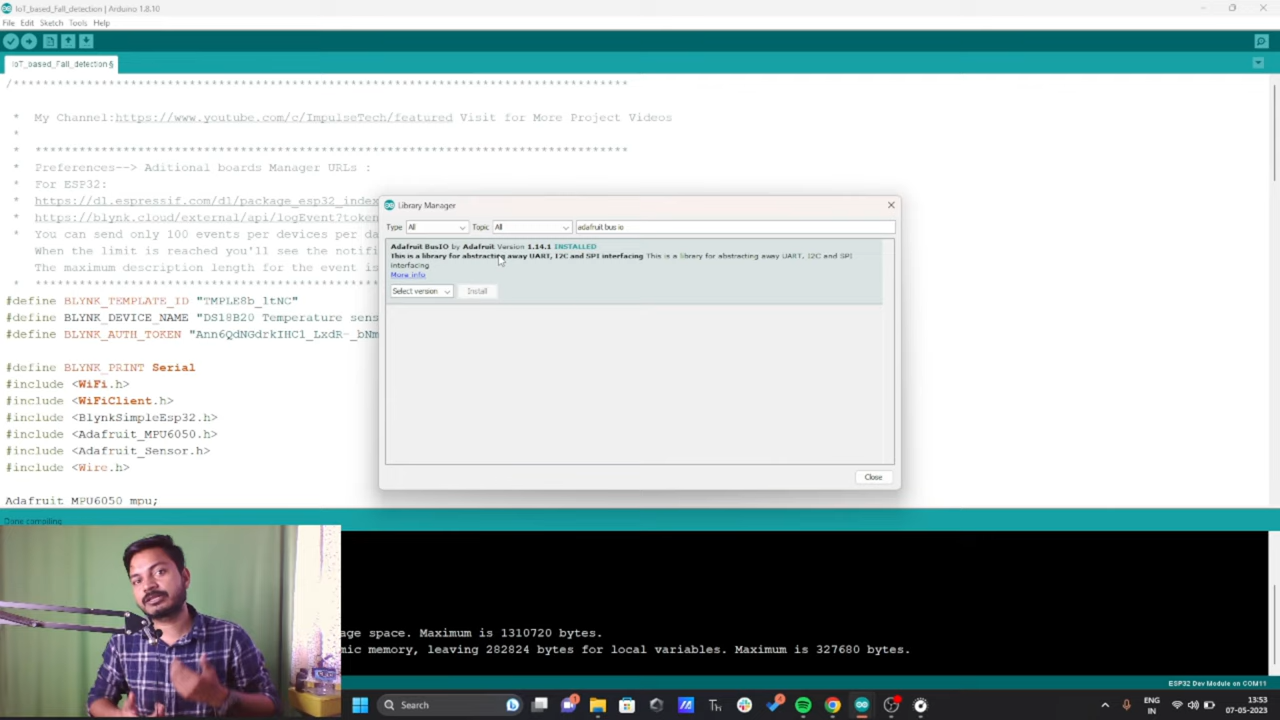 IoT_based_Fall_detection | Arduino 1.8.10
File Edit Sketch Tools Help
IoT_based_Fall_detection §
/*******************************************************************
* My Channel:https://www.youtube.com/c/ImpulseTech/featured Visit for More Project Videos
*
* *****************************************************************
* Preferences--> Aditional boards Manager URLs :
* For ESP32:
* https://dl.espressif.com/dl/package_esp32_index
* https://blynk.cloud/external/api/logEvent?token
* You can send only 100 events per devices per da
When the limit is reached you'll see the notifi
The maximum description length for the event is
#define BLYNK_TEMPLATE_ID "TMPLE8b_ltNC"
#define BLYNK_DEVICE_NAME "DS18B20 Temperature sens
#define BLYNK_AUTH_TOKEN "Ann6QdNGdrkIHCl_LxdR-_bNm
#define BLYNK_PRINT Serial
#include <WiFi.h>
#include <WiFiClient.h>
#include <BlynkSimpleEsp32.h>
#include <Adafruit_MPU6050.h>
#include <Adafruit_Sensor.h>
#include <Wire.h>
Adafruit_MPU6050 mpu;
Library Manager
Type All Topic All adafruit bus io
Adafruit BusIO by Adafruit Version 1.14.1 INSTALLED
This is a library for abstracting away UART, I2C and SPI interfacing This is a library for abstracting away UART, I2C and SPI
interfacing
More info
Select version Install
Close
Done compiling.
age space. Maximum is 1310720 bytes.
mic memory, leaving 282824 bytes for local variables. Maximum is 327680 bytes.
ESP32 Dev Module on COM11
Search
Th
ENG
IN
13:53
07-05-2023